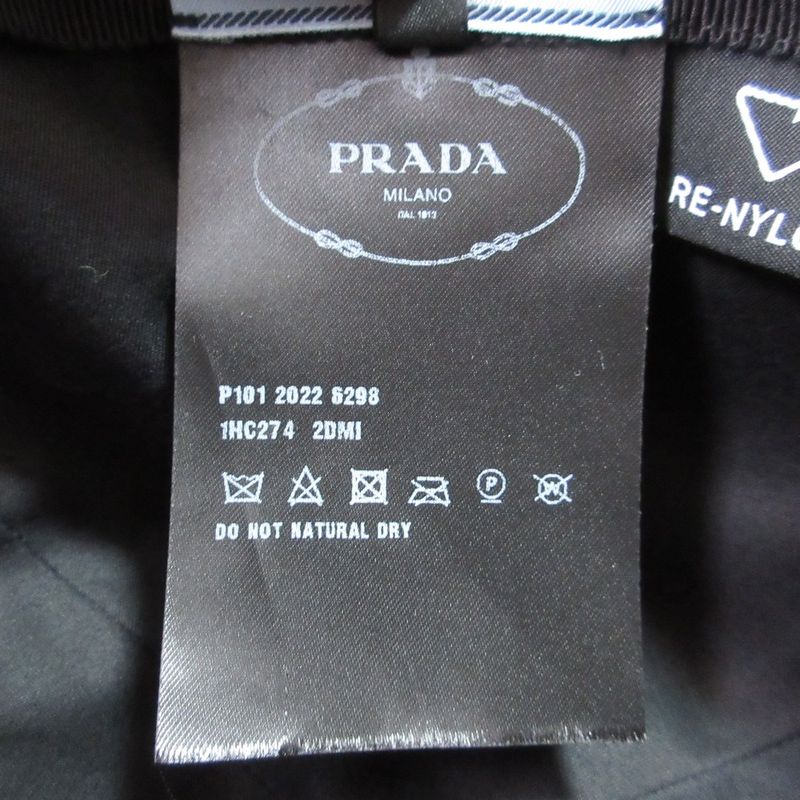 PRADA
MILANO
DAL 1913
RE-NYL
P101 2022 6298
1HC274 2DMI
P
W
DO NOT NATURAL DRY